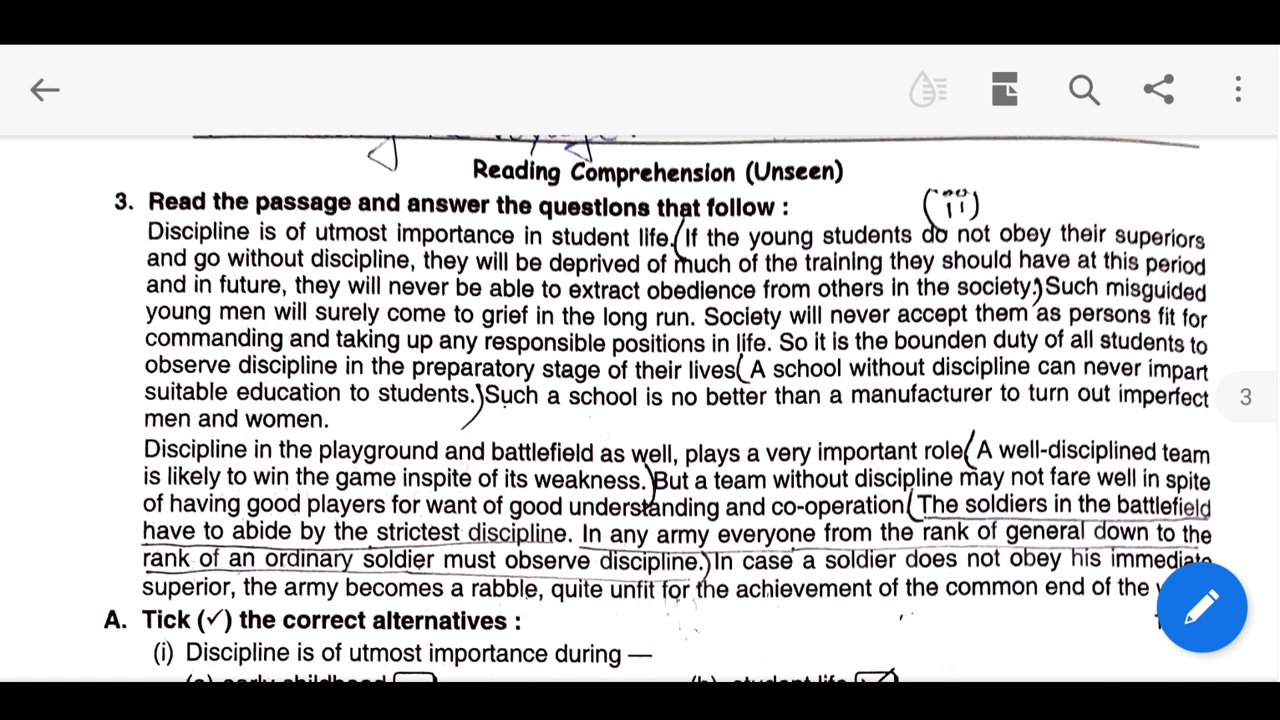 Reading Comprehension (Unseen)
(ii)
3. Read the passage and answer the questions that follow :
Discipline is of utmost importance in student life. (If the young students do not obey their superiors
and go without discipline, they will be deprived of much of the training they should have at this period
and in future, they will never be able to extract obedience from others in the society.) Such misguided
young men will surely come to grief in the long run. Society will never accept them as persons fit for
commanding and taking up any responsible positions in life. So it is the bounden duty of all students to
observe discipline in the preparatory stage of their lives. (A school without discipline can never impart
suitable education to students.) Such a school is no better than a manufacturer to turn out imperfect
men and women.
3
Discipline in the playground and battlefield as well, plays a very important role. (A well-disciplined team
is likely to win the game inspite of its weakness.) But a team without discipline may not fare well in spite
of having good players for want of good understanding and co-operation. (The soldiers in the battlefield
have to abide by the strictest discipline. In any army everyone from the rank of general down to the
rank of an ordinary soldier must observe discipline.) In case a soldier does not obey his immediate
superior, the army becomes a rabble, quite unfit for the achievement of the common end of the
A. Tick (✓) the correct alternatives :
(i) Discipline is of utmost importance during —
(a) early childhood
(b) student life